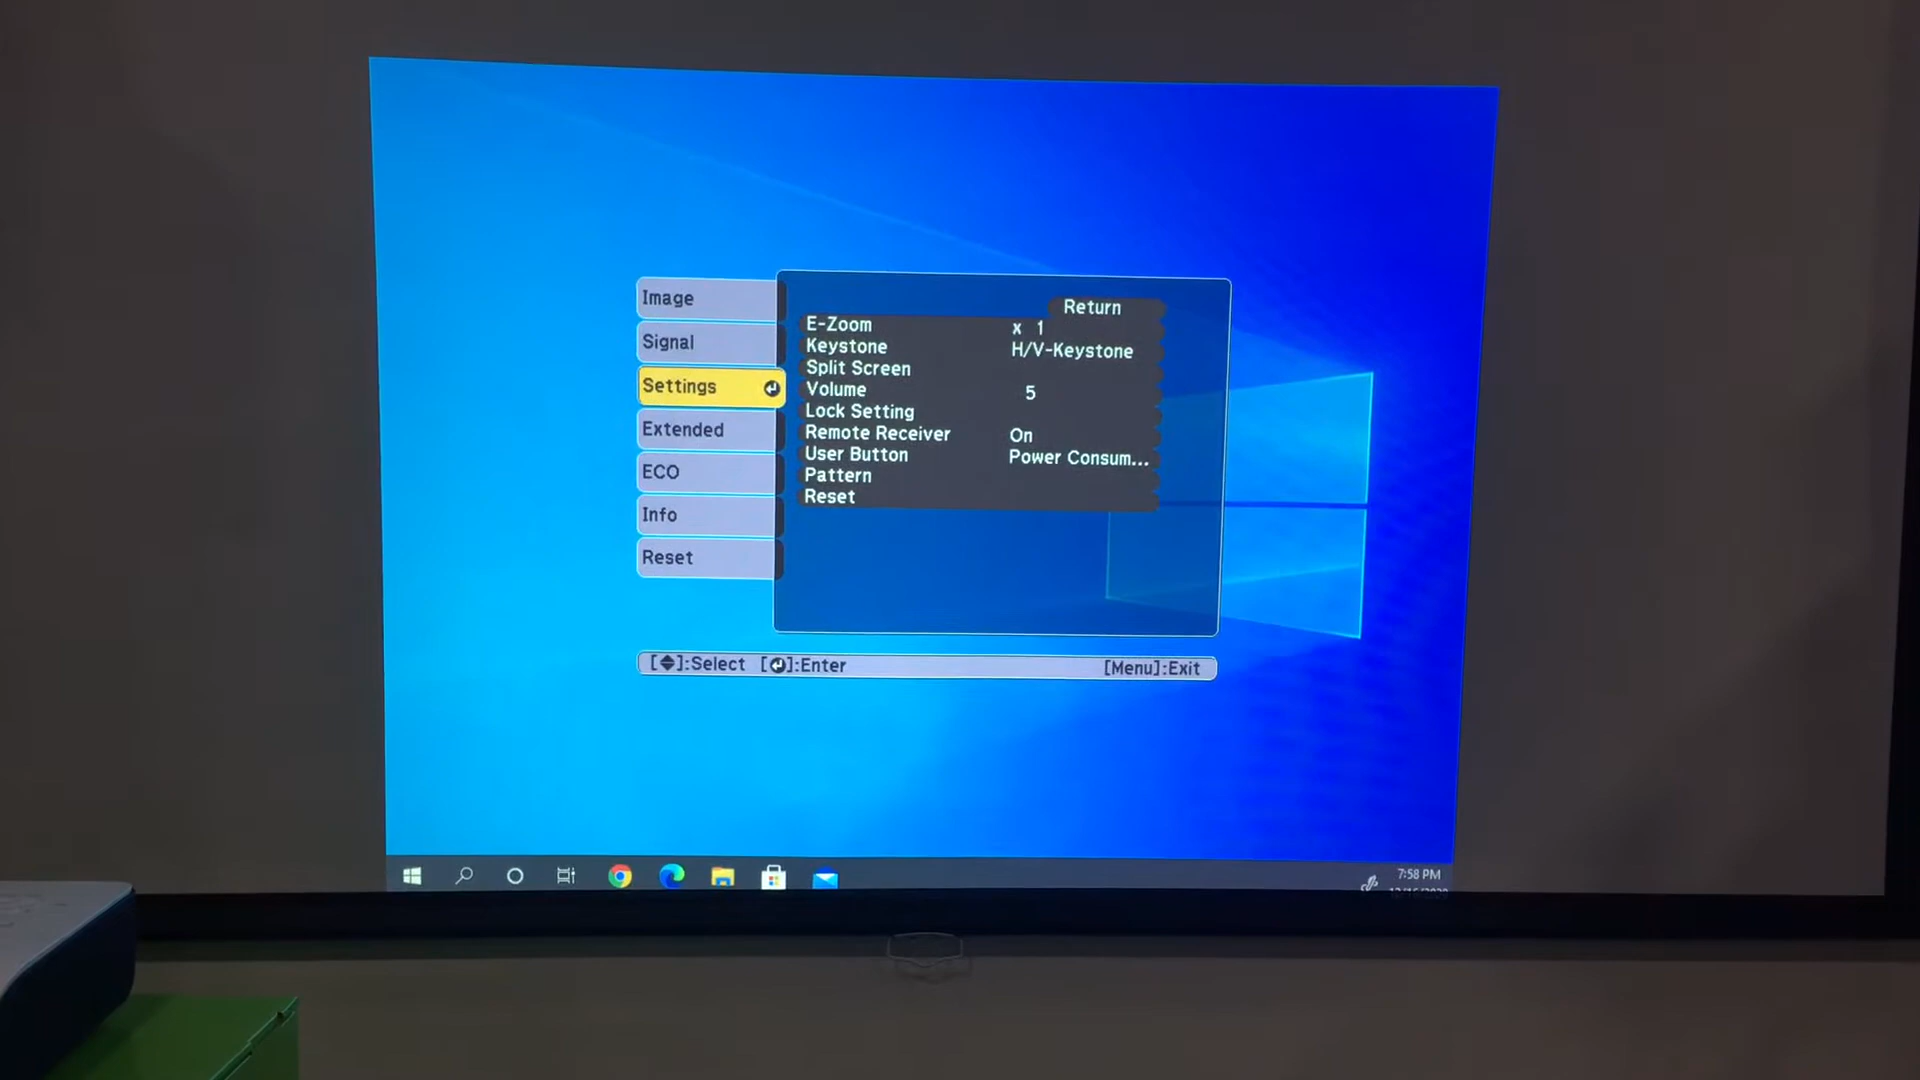 Image
Signal
Settings
Extended
ECO
Info
Reset
Return
E-Zoom x 1
Keystone H/V-Keystone
Split Screen
Volume 5
Lock Setting
Remote Receiver On
User Button Power Consum...
Pattern
Reset
[◆]:Select [↵]:Enter [Menu]:Exit
7:58 PM